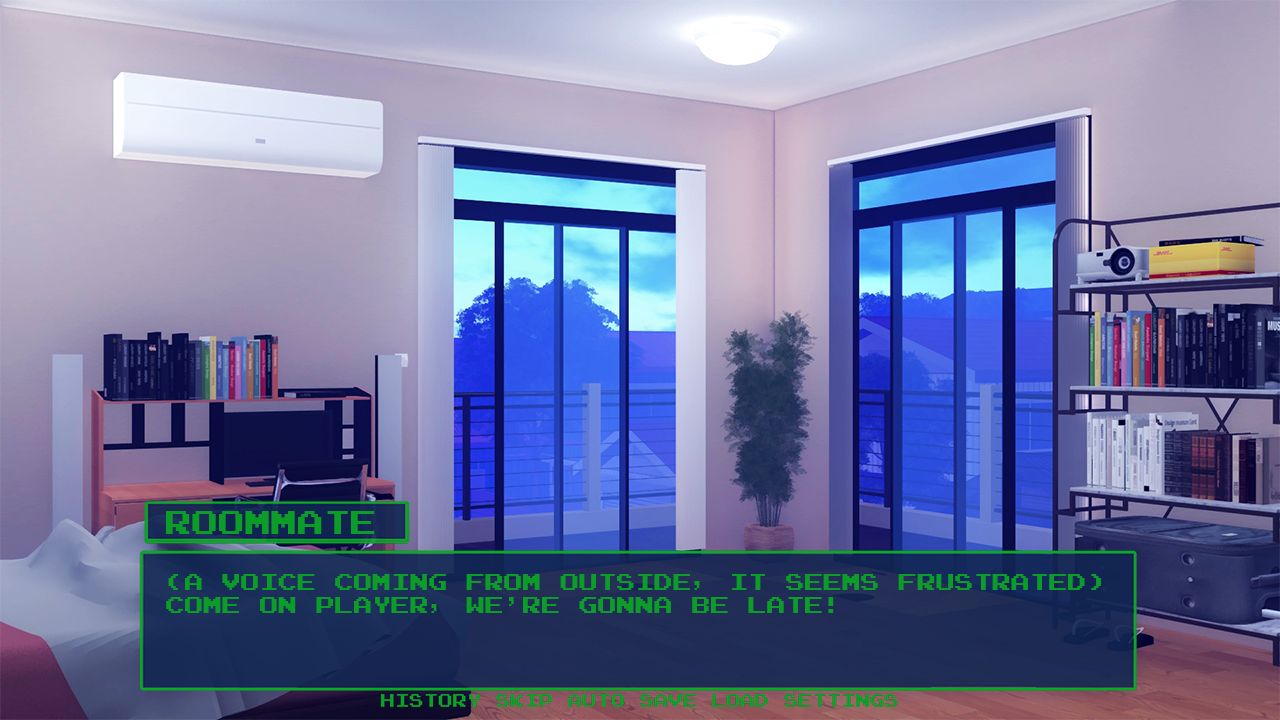 ROOMMATE
(A VOICE COMING FROM OUTSIDE, IT SEEMS FRUSTRATED)
COME ON PLAYER, WE'RE GONNA BE LATE!
HISTORY SKIP AUTO SAVE LOAD SETTINGS